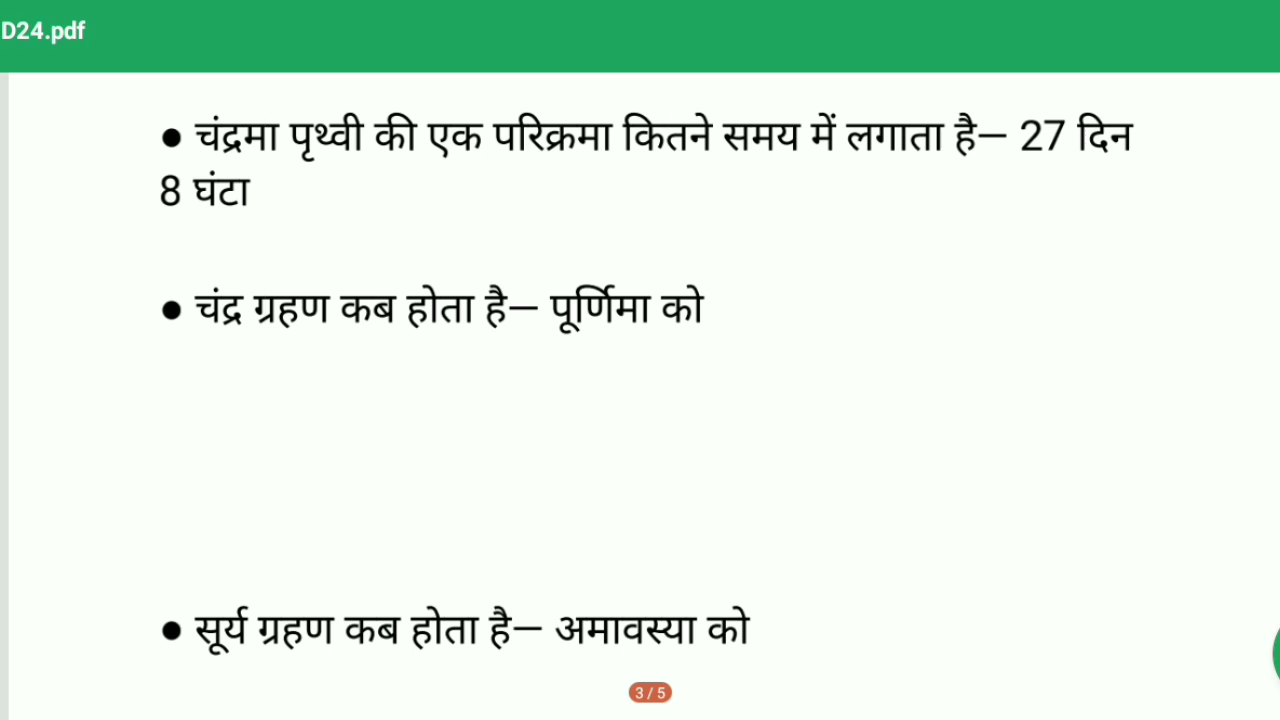 D24.pdf
● चंद्रमा पृथ्वी की एक परिक्रमा कितने समय में लगाता है— 27 दिन
8 घंटा
● चंद्र ग्रहण कब होता है— पूर्णिमा को
● सूर्य ग्रहण कब होता है— अमावस्या को
3 / 5